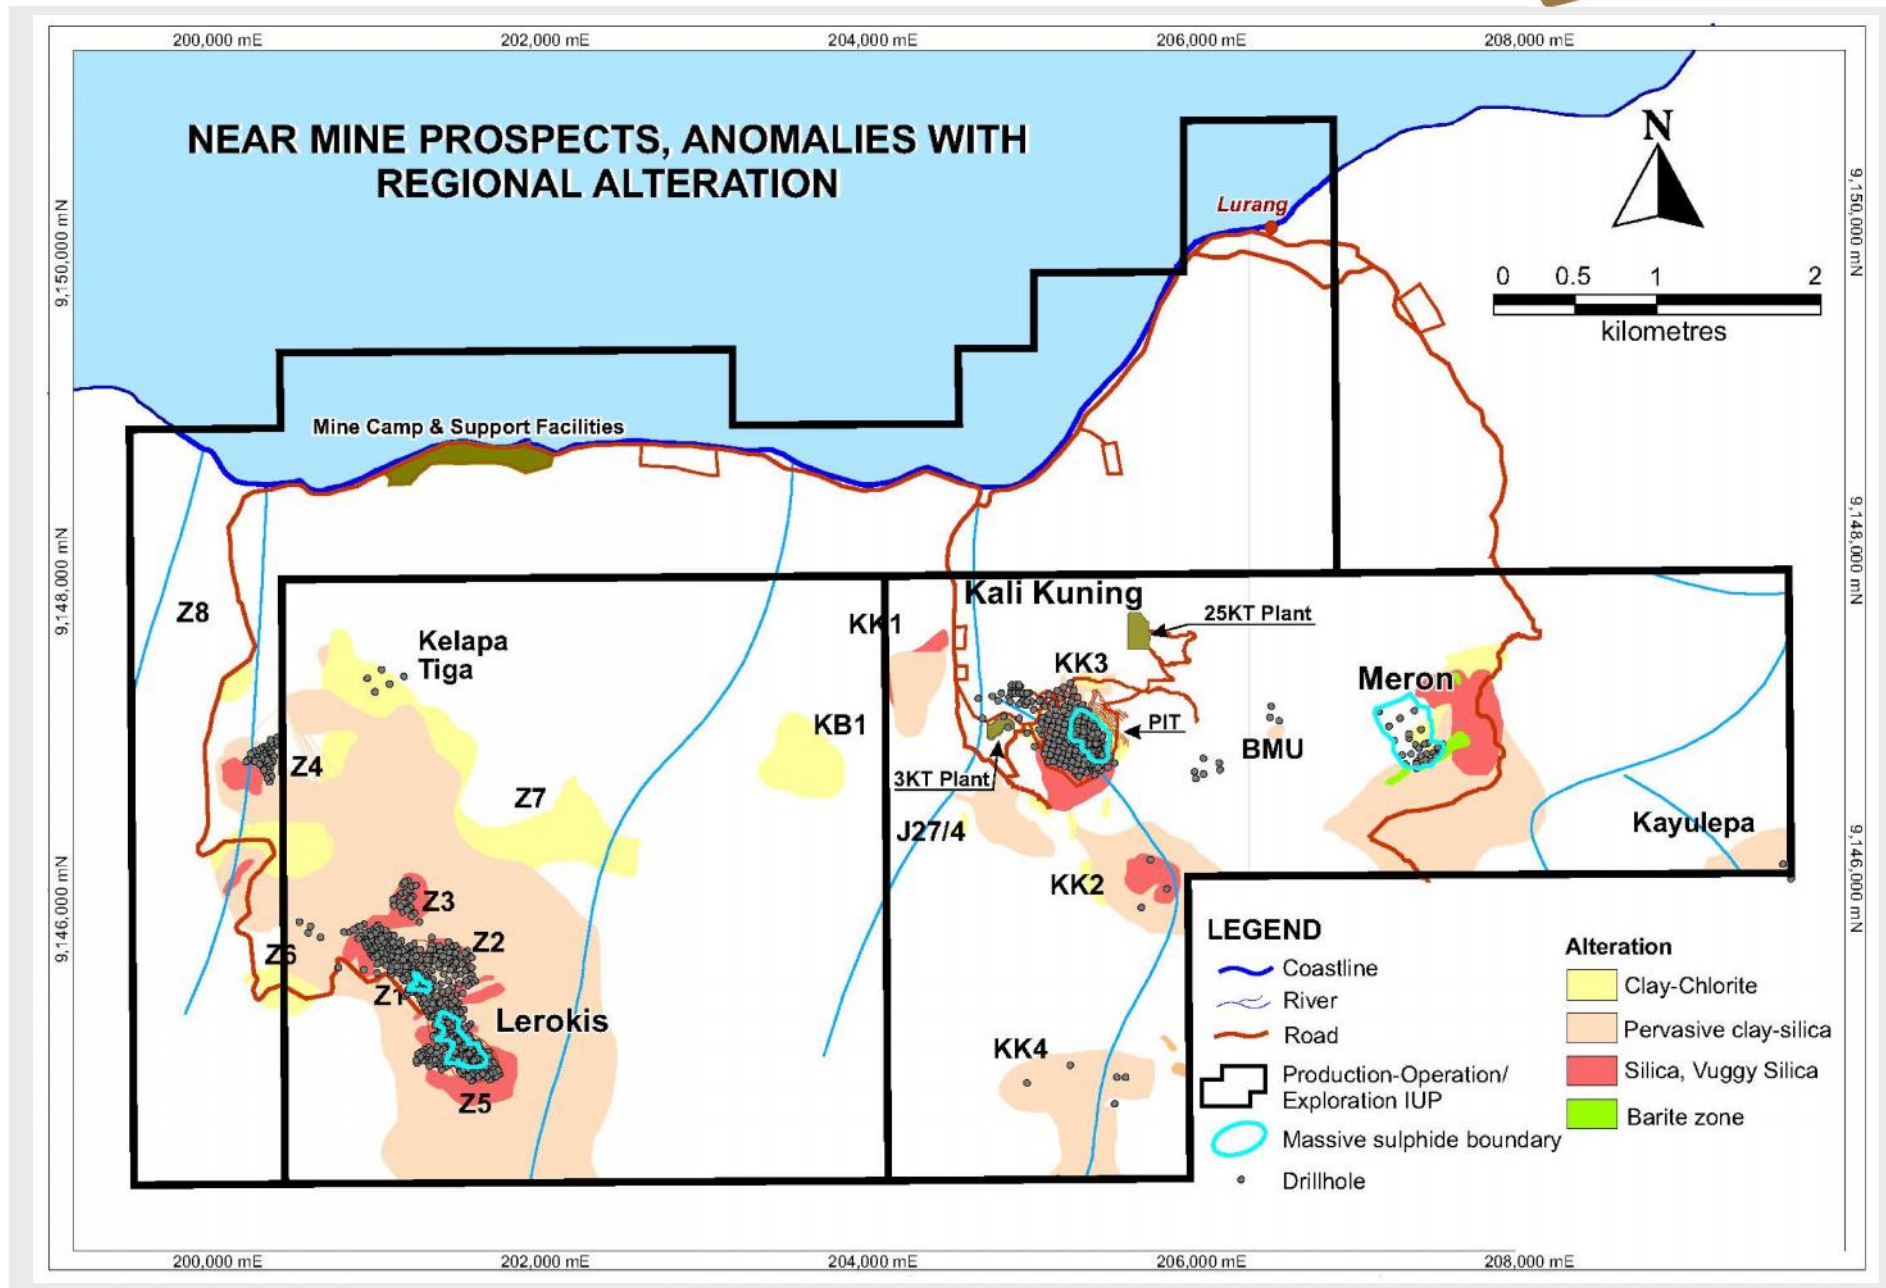 200,000 mE
202,000 mE
204,000 mE
206,000 mE
208,000 mE
NEAR MINE PROSPECTS, ANOMALIES WITH
REGIONAL ALTERATION
N
Lurang
9,150,000 mN
9,150,000 mN
0 0.5 1 2
kilometres
Mine Camp & Support Facilities
9,148,000 mN
9,148,000 mN
Z8
Kelapa
Tiga
KK1
Kali Kuning
25KT Plant
KK3
Meron
KB1
PIT
BMU
Z4
3KT Plant
Z7
J27/4
Kayulepa
9,146,000 mN
9,146,000 mN
KK2
Z3
Z2
Z6
Z1
Lerokis
KK4
Z5
LEGEND
Coastline
River
Road
Production-Operation/
Exploration IUP
Massive sulphide boundary
Drillhole
Alteration
Clay-Chlorite
Pervasive clay-silica
Silica, Vuggy Silica
Barite zone
200,000 mE
202,000 mE
204,000 mE
206,000 mE
208,000 mE